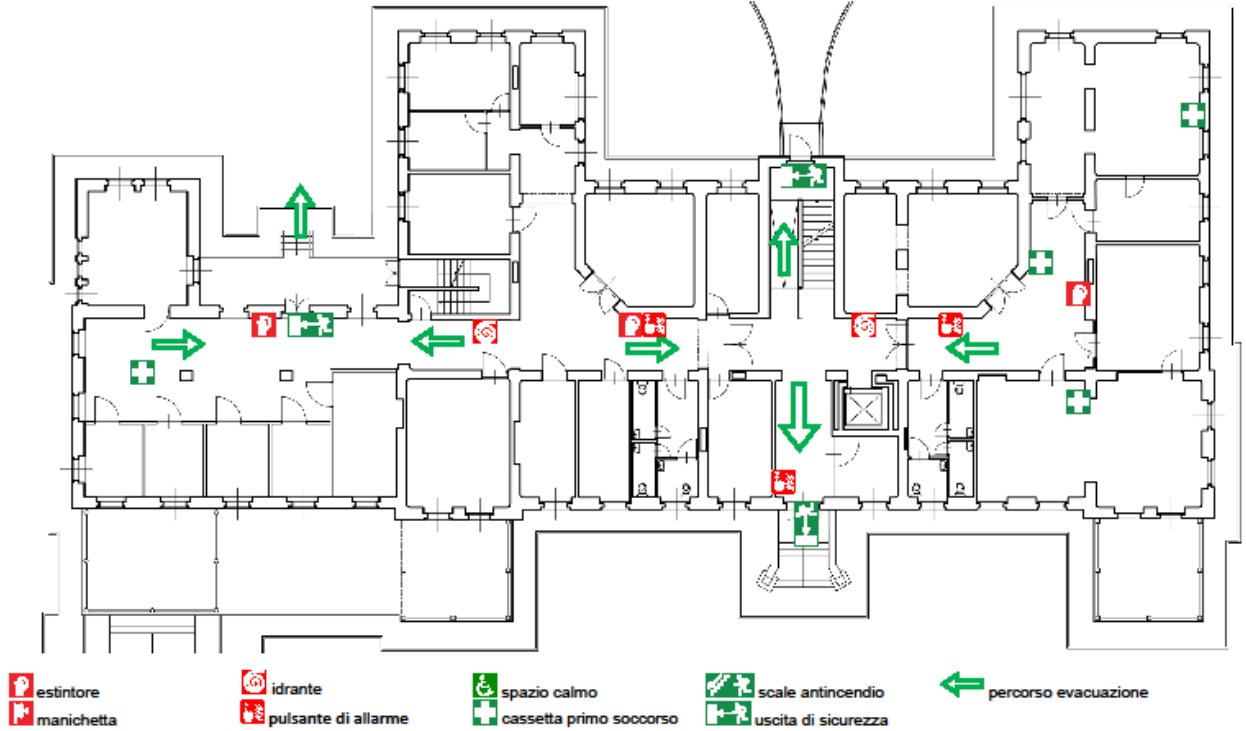 estintore
idrante
spazio calmo
scale antincendio
percorso evacuazione
manichetta
pulsante di allarme
cassetta primo soccorso
uscita di sicurezza